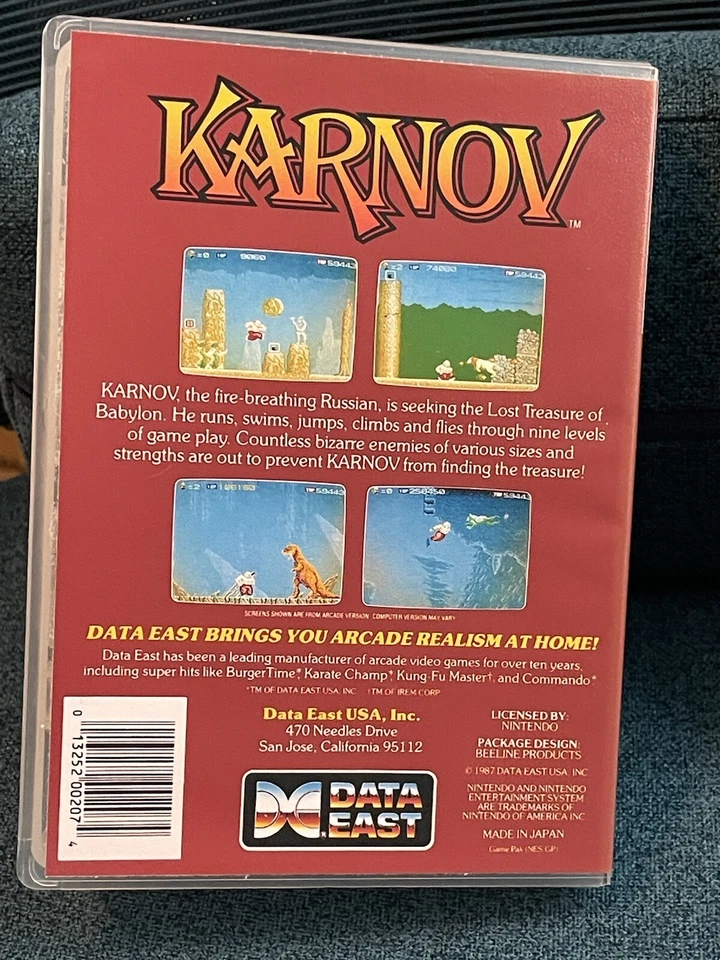 KARNOV
TM
KARNOV, the fire-breathing Russian, is seeking the Lost Treasure of
Babylon. He runs, swims, jumps, climbs and flies through nine levels
of game play. Countless bizarre enemies of various sizes and
strengths are out to prevent KARNOV from finding the treasure!
SCREENS SHOWN ARE FROM ARCADE VERSION. COMPUTER VERSION MAY VARY
DATA EAST BRINGS YOU ARCADE REALISM AT HOME!
Data East has been a leading manufacturer of arcade video games for over ten years,
including super hits like BurgerTime,* Karate Champ,* Kung-Fu Master†, and Commando*
*TM OF DATA EAST USA, INC. †TM OF IREM CORP
Data East USA, Inc.
470 Needles Drive
San Jose, California 95112
DATA
EAST
LICENSED BY:
NINTENDO
PACKAGE DESIGN:
BEELINE PRODUCTS
© 1987 DATA EAST USA INC
NINTENDO AND NINTENDO
ENTERTAINMENT SYSTEM
ARE TRADEMARKS OF
NINTENDO OF AMERICA INC
MADE IN JAPAN
Game Pak (NES-GP)
0 13252 00207 4